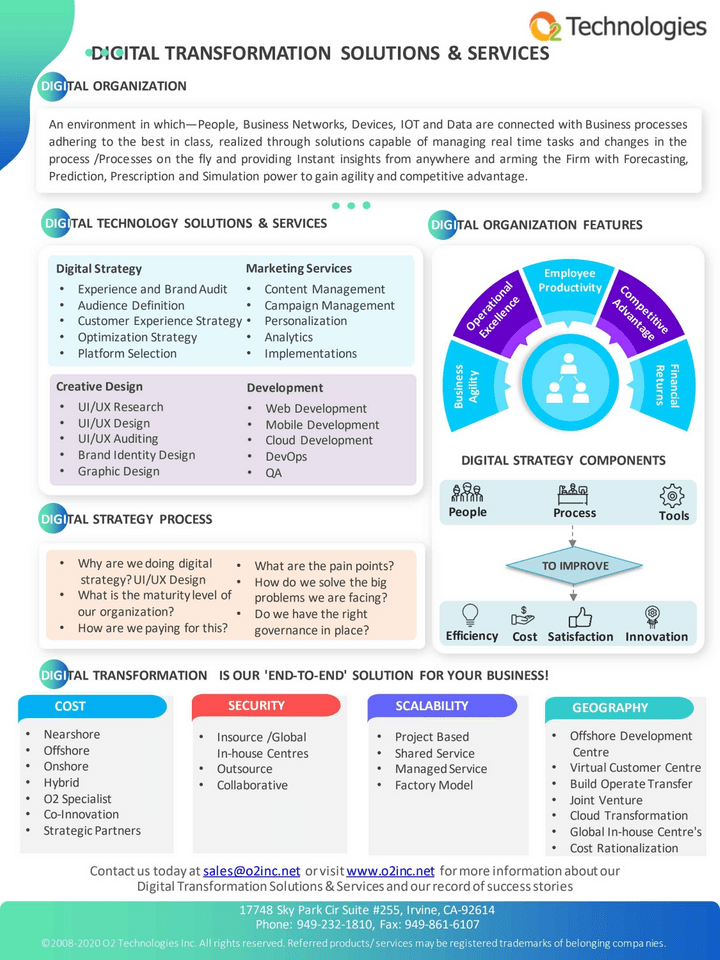 O2 Technologies
DIGITAL TRANSFORMATION SOLUTIONS & SERVICES
DIGITAL ORGANIZATION
An environment in which—People, Business Networks, Devices, IOT and Data are connected with Business processes
adhering to the best in class, realized through solutions capable of managing real time tasks and changes in the
process /Processes on the fly and providing Instant insights from anywhere and arming the Firm with Forecasting,
Prediction, Prescription and Simulation power to gain agility and competitive advantage.
DIGITAL TECHNOLOGY SOLUTIONS & SERVICES
Digital Strategy
• Experience and Brand Audit
• Audience Definition
• Customer Experience Strategy
• Optimization Strategy
• Platform Selection
Marketing Services
• Content Management
• Campaign Management
• Personalization
• Analytics
• Implementations
Creative Design
• UI/UX Research
• UI/UX Design
• UI/UX Auditing
• Brand Identity Design
• Graphic Design
Development
• Web Development
• Mobile Development
• Cloud Development
• DevOps
• QA
DIGITAL STRATEGY PROCESS
• Why are we doing digital
strategy? UI/UX Design
• What is the maturity level of
our organization?
• How are we paying for this?
• What are the pain points?
• How do we solve the big
problems we are facing?
• Do we have the right
governance in place?
DIGITAL ORGANIZATION FEATURES
Business
Agility
Operational
Excellence
Employee
Productivity
Competitive
Advantage
Financial
Returns
DIGITAL STRATEGY COMPONENTS
People Process Tools
TO IMPROVE
$
Efficiency Cost Satisfaction Innovation
DIGITAL TRANSFORMATION IS OUR 'END-TO-END' SOLUTION FOR YOUR BUSINESS!
COST
• Nearshore
• Offshore
• Onshore
• Hybrid
• O2 Specialist
• Co-Innovation
• Strategic Partners
SECURITY
• Insource /Global
In-house Centres
• Outsource
• Collaborative
SCALABILITY
• Project Based
• Shared Service
• Managed Service
• Factory Model
GEOGRAPHY
• Offshore Development
Centre
• Virtual Customer Centre
• Build Operate Transfer
• Joint Venture
• Cloud Transformation
• Global In-house Centre's
• Cost Rationalization
Contact us today at sales@o2inc.net or visit www.o2inc.net for more information about our
Digital Transformation Solutions & Services and our record of success stories
17748 Sky Park Cir Suite #255, Irvine, CA-92614
Phone: 949-232-1810, Fax: 949-861-6107
©2008-2020 O2 Technologies Inc. All rights reserved. Referred products/ services may be registered trademarks of belonging companies.